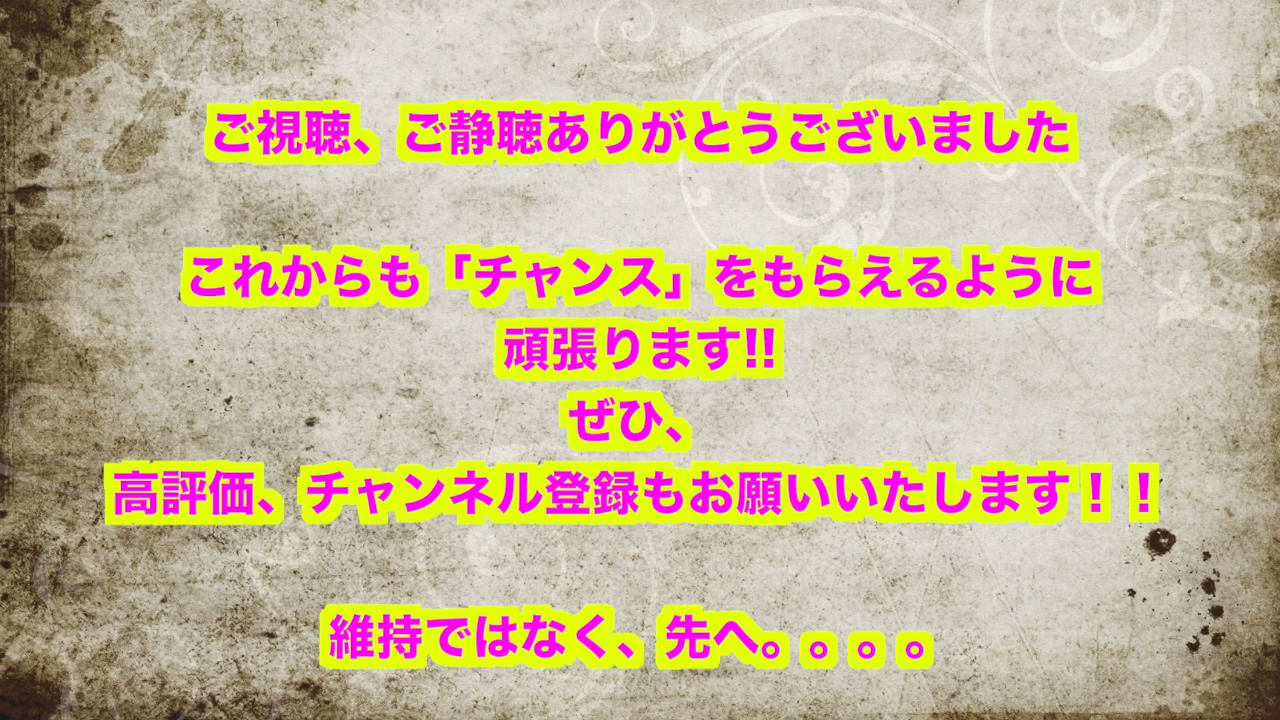 ご視聴、ご静聴ありがとうございました
これからも「チャンス」をもらえるように
頑張ります!!
ぜひ、
高評価、チャンネル登録もお願いいたします！！
維持ではなく、先へ。。。。